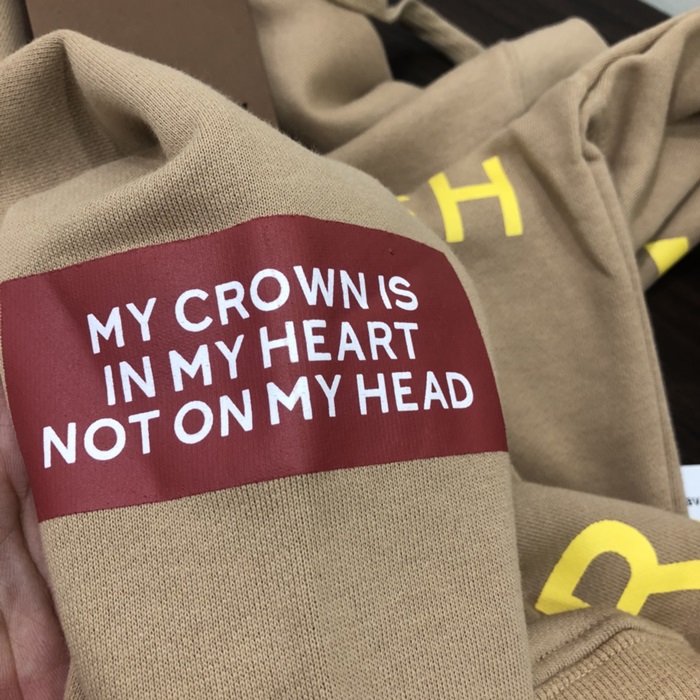 MY CROWN IS
IN MY HEART
NOT ON MY HEAD
H
R